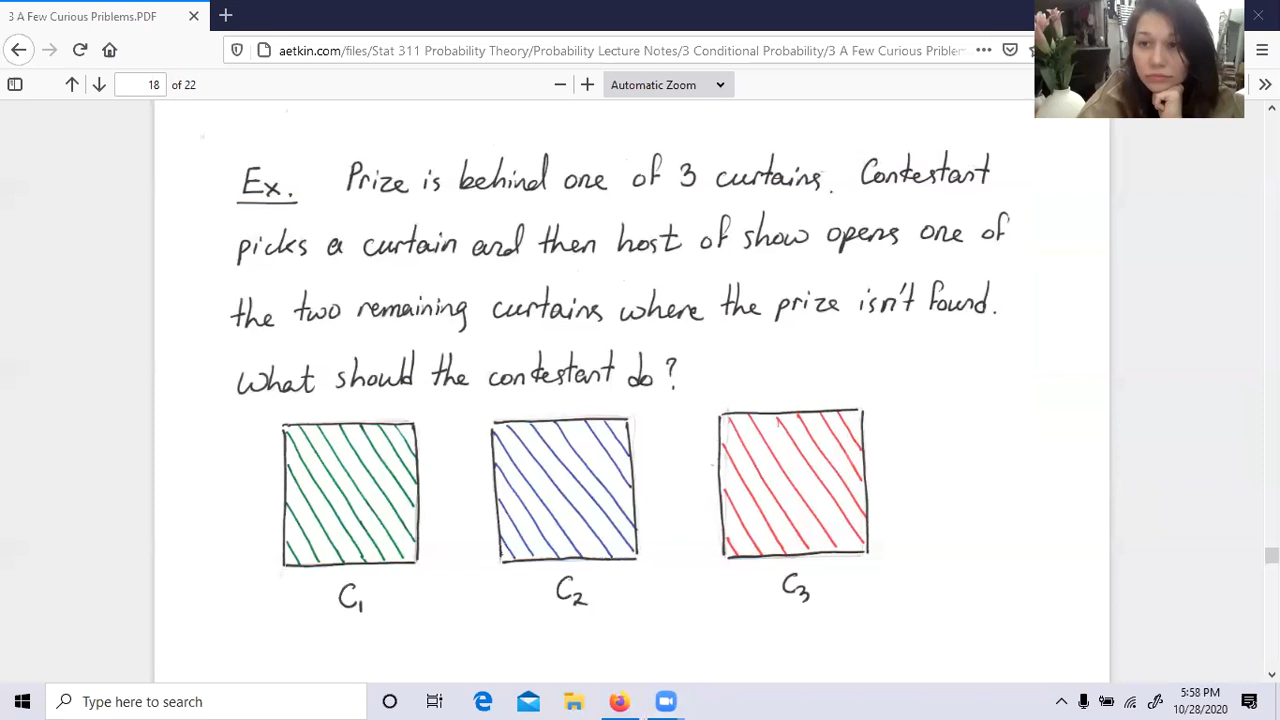 3 A Few Curious Priblems.PDF
aetkin.com/files/Stat 311 Probability Theory/Probability Lecture Notes/3 Conditional Probability/3 A Few Curious Priblem
18 of 22
Automatic Zoom
Ex. Prize is behind one of 3 curtains. Contestant
picks a curtain and then host of show opens one of
the two remaining curtains where the prize isn't found.
What should the contestant do?
C1 C2 C3
Type here to search
5:58 PM
10/28/2020